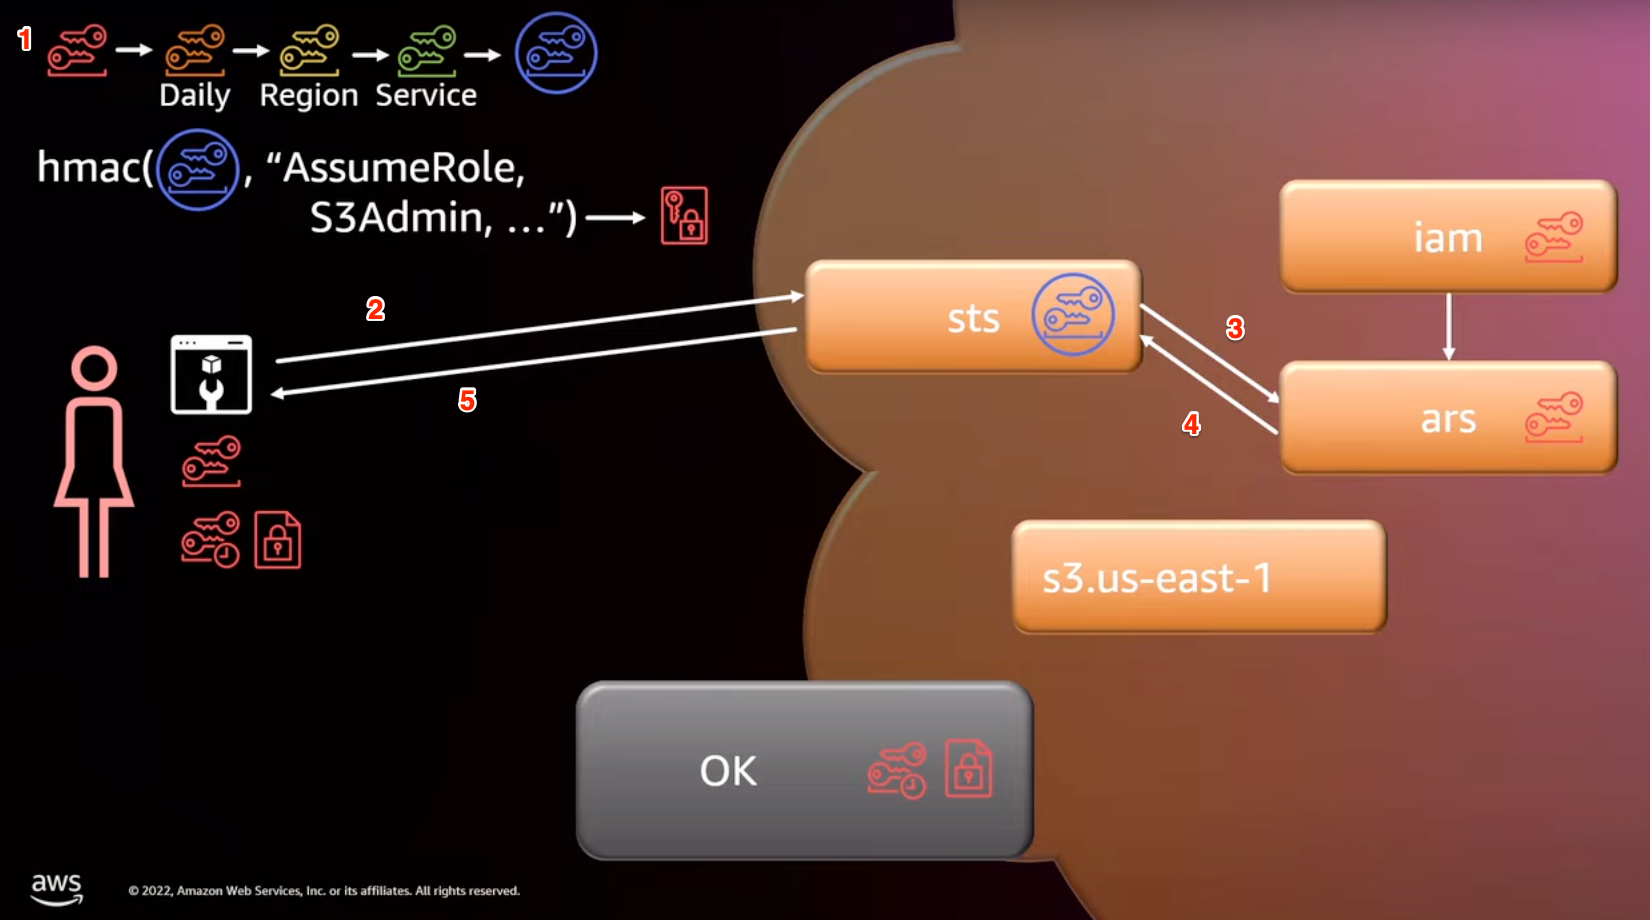 1
Daily Region Service
hmac( , “AssumeRole,
S3Admin, ...”)
2
sts
iam
3
ars
4
5
s3.us-east-1
OK
aws
© 2022, Amazon Web Services, Inc. or its affiliates. All rights reserved.